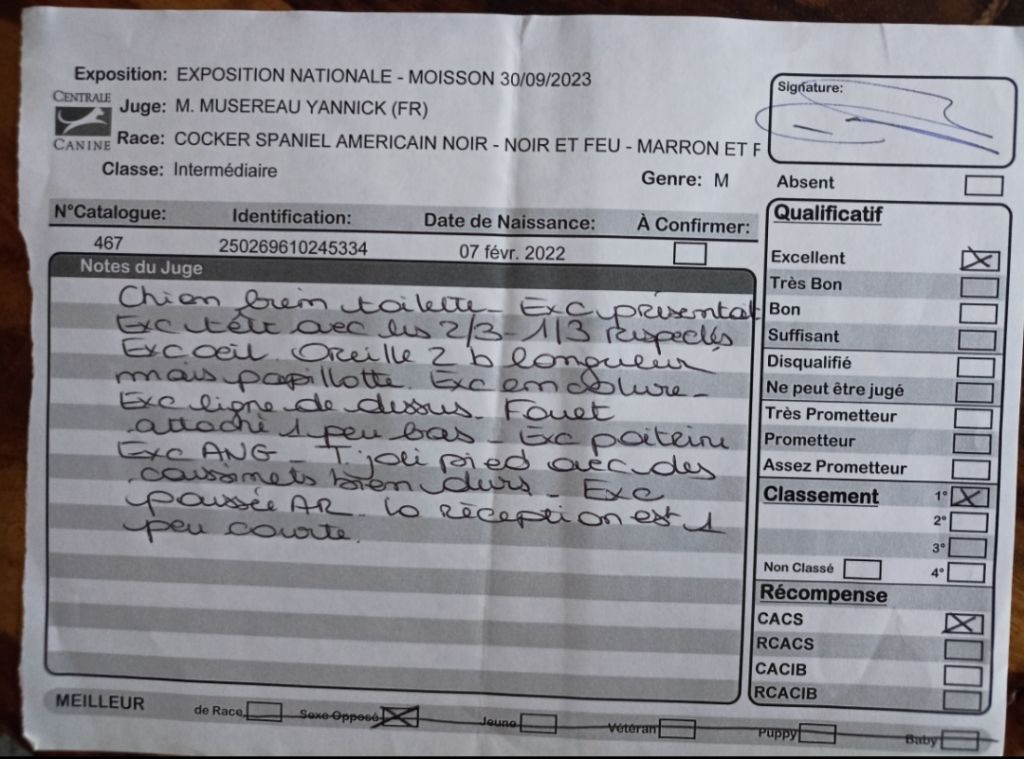 Exposition: EXPOSITION NATIONALE - MOISSON 30/09/2023
CENTRALE CANINE
Juge: M. MUSEREAU YANNICK (FR)
Race: COCKER SPANIEL AMERICAIN NOIR - NOIR ET FEU - MARRON ET F
Classe: Intermédiaire
Genre: M
Signature:
Absent
N°Catalogue: Identification: Date de Naissance: À Confirmer:
467 250269610245334 07 févr. 2022
Notes du Juge
Chien bien toilette - Exc présentat
Exc tête avec les 2/3 - 1/3 respectés
Exc oeil. Oreille 2 b longueur
mais papillotte. Exc encolure -
Exc ligne de dessus - Fouet
attaché 1 peu bas - Exc poitrine
Exc ANG - T joli pied avec des
coussinets bien durs - Exc
poussée AR. la réception est 1
peu courte.
Qualificatif
Excellent
Très Bon
Bon
Suffisant
Disqualifié
Ne peut être jugé
Très Prometteur
Prometteur
Assez Prometteur
Classement 1°
2°
3°
Non Classé 4°
Récompense
CACS
RCACS
CACIB
RCACIB
MEILLEUR de Race Sexe Opposé Jeune Vétéran Puppy Baby